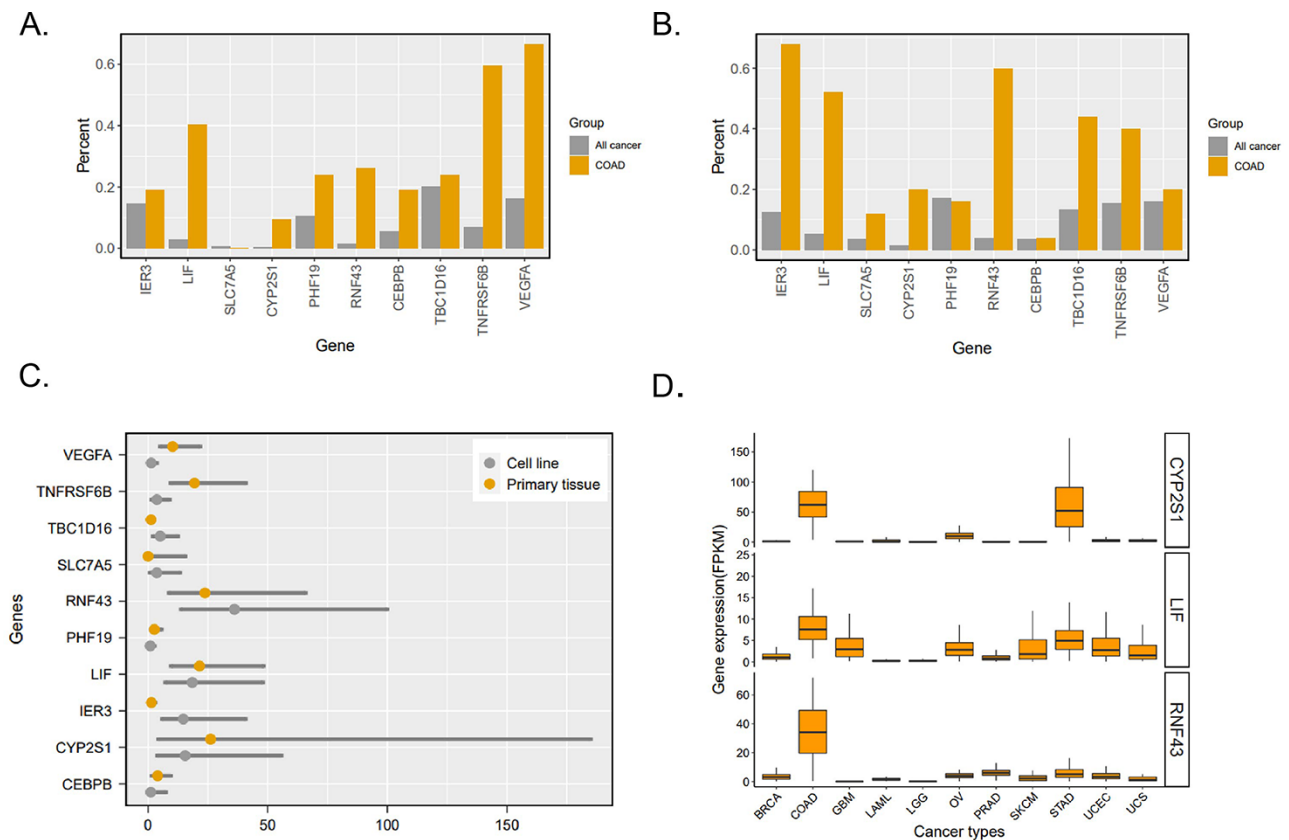 A.
Percent
0.6
0.4
0.2
0.0
IER3
LIF
SLC7A5
CYP2S1
PHF19
RNF43
CEBPB
TBC1D16
TNFRSF6B
VEGFA
Gene
Group
All cancer
COAD
B.
Percent
0.6
0.4
0.2
0.0
IER3
LIF
SLC7A5
CYP2S1
PHF19
RNF43
CEBPB
TBC1D16
TNFRSF6B
VEGFA
Gene
Group
All cancer
COAD
C.
Genes
VEGFA
TNFRSF6B
TBC1D16
SLC7A5
RNF43
PHF19
LIF
IER3
CYP2S1
CEBPB
0 50 100 150
Cell line
Primary tissue
D.
Gene expression(FPKM)
150
100
50
0
CYP2S1
25
20
15
10
5
0
LIF
60
40
20
0
RNF43
BRCA
COAD
GBM
LAML
LGG
OV
PRAD
SKCM
STAD
UCEC
UCS
Cancer types